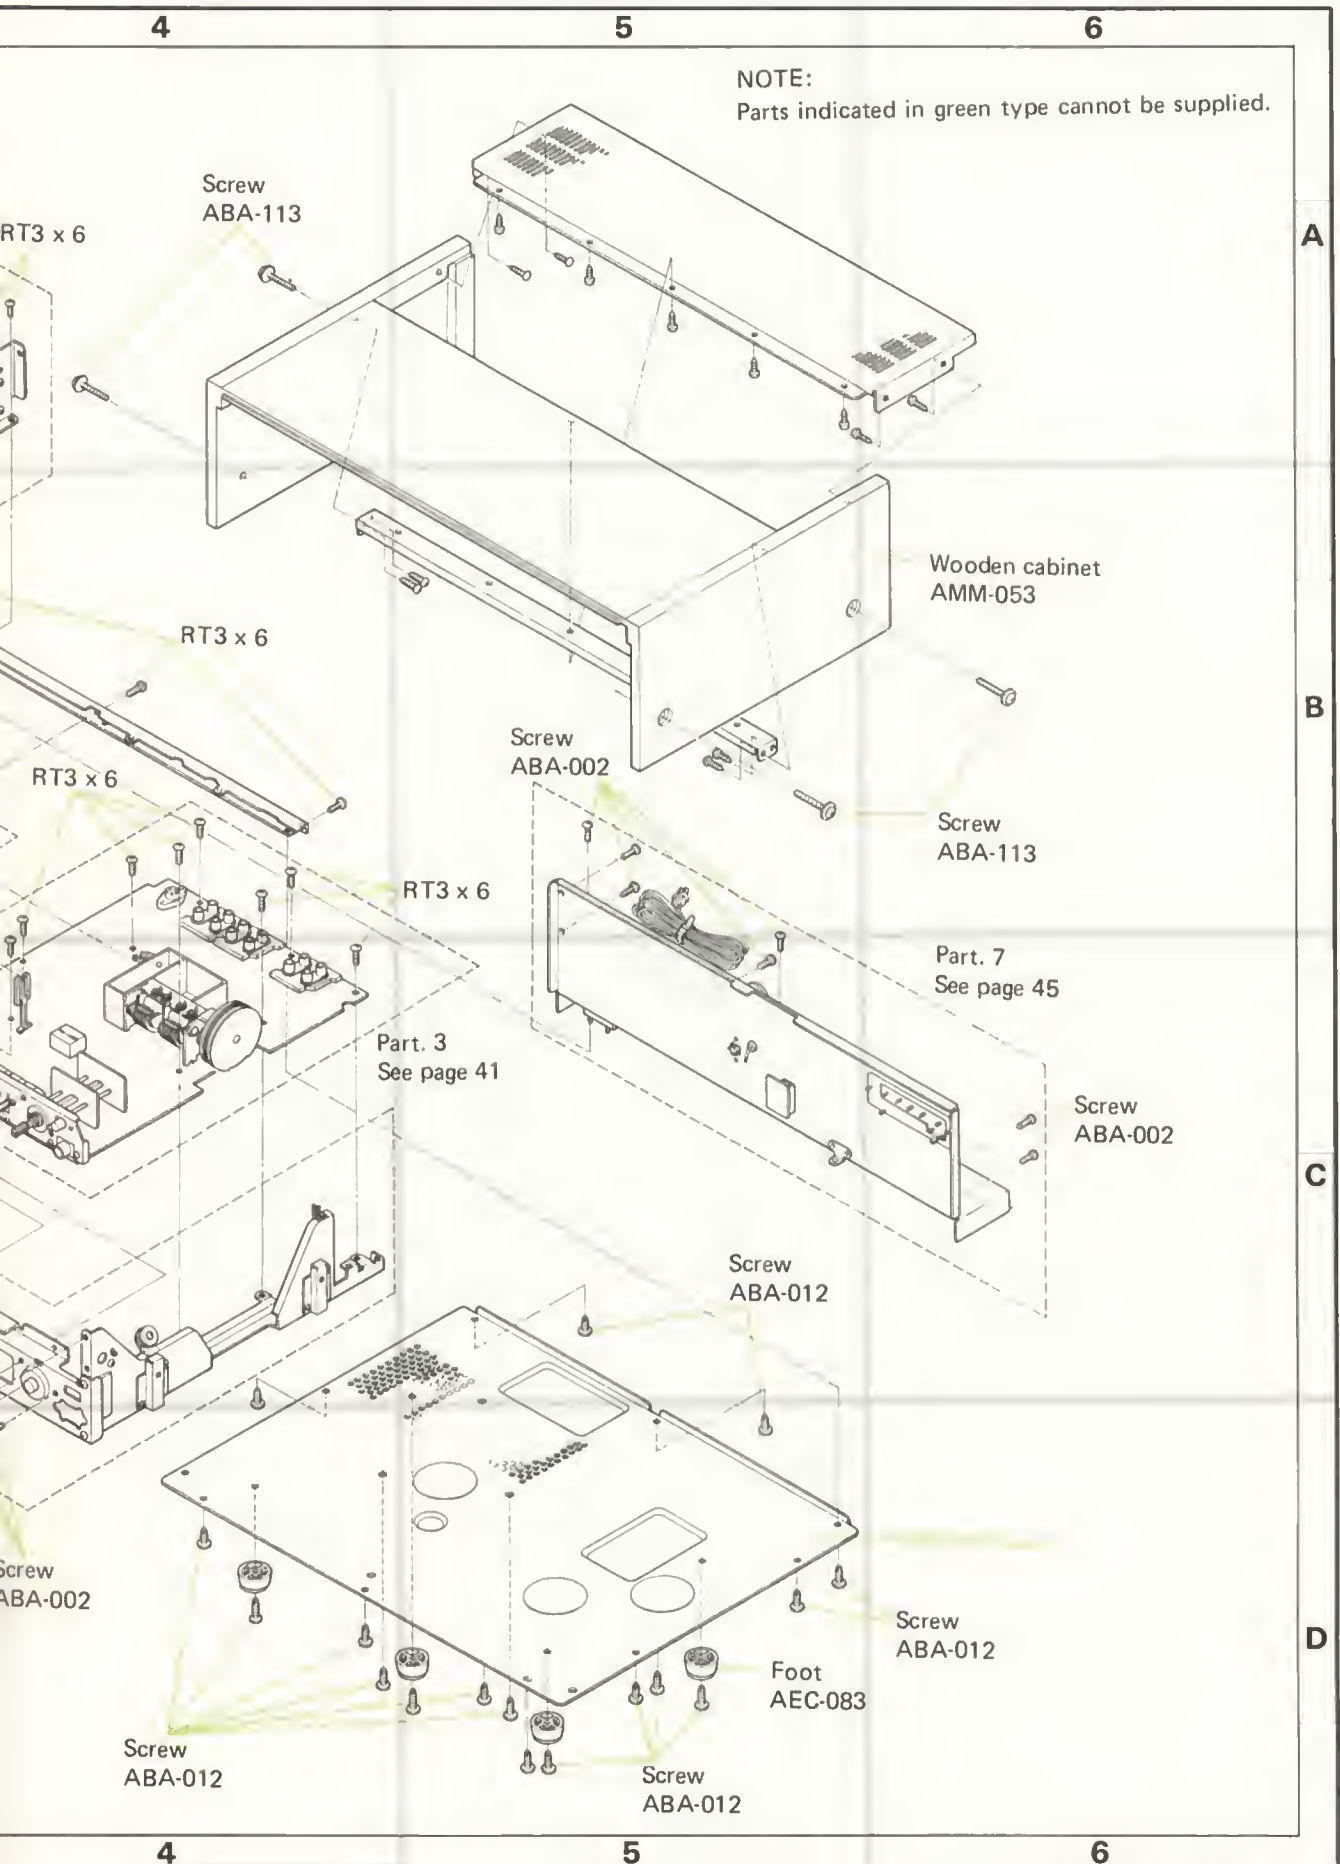 4
5
6
NOTE:
Parts indicated in green type cannot be supplied.
Screw
ABA-113
RT3 x 6
A
Wooden cabinet
AMM-053
RT3 x 6
B
Screw
ABA-002
RT3 x 6
Screw
ABA-113
RT3 x 6
Part. 7
See page 45
Part. 3
See page 41
Screw
ABA-002
C
Screw
ABA-012
Screw
ABA-002
Screw
ABA-012
D
Foot
AEC-083
Screw
ABA-012
Screw
ABA-012
4
5
6